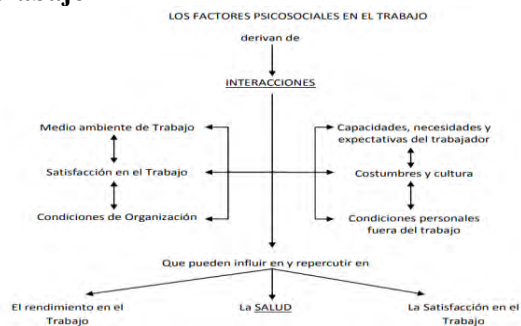 LOS FACTORES PSICOSOCIALES EN EL TRABAJO
derivan de
INTERACCIONES
Medio ambiente de Trabajo
Capacidades, necesidades y
expectativas del trabajador
Satisfacción en el Trabajo
Costumbres y cultura
Condiciones de Organización
Condiciones personales
fuera del trabajo
Que pueden influir en y repercutir en
El rendimiento en el
Trabajo
La SALUD
La Satisfacción en el
Trabajo